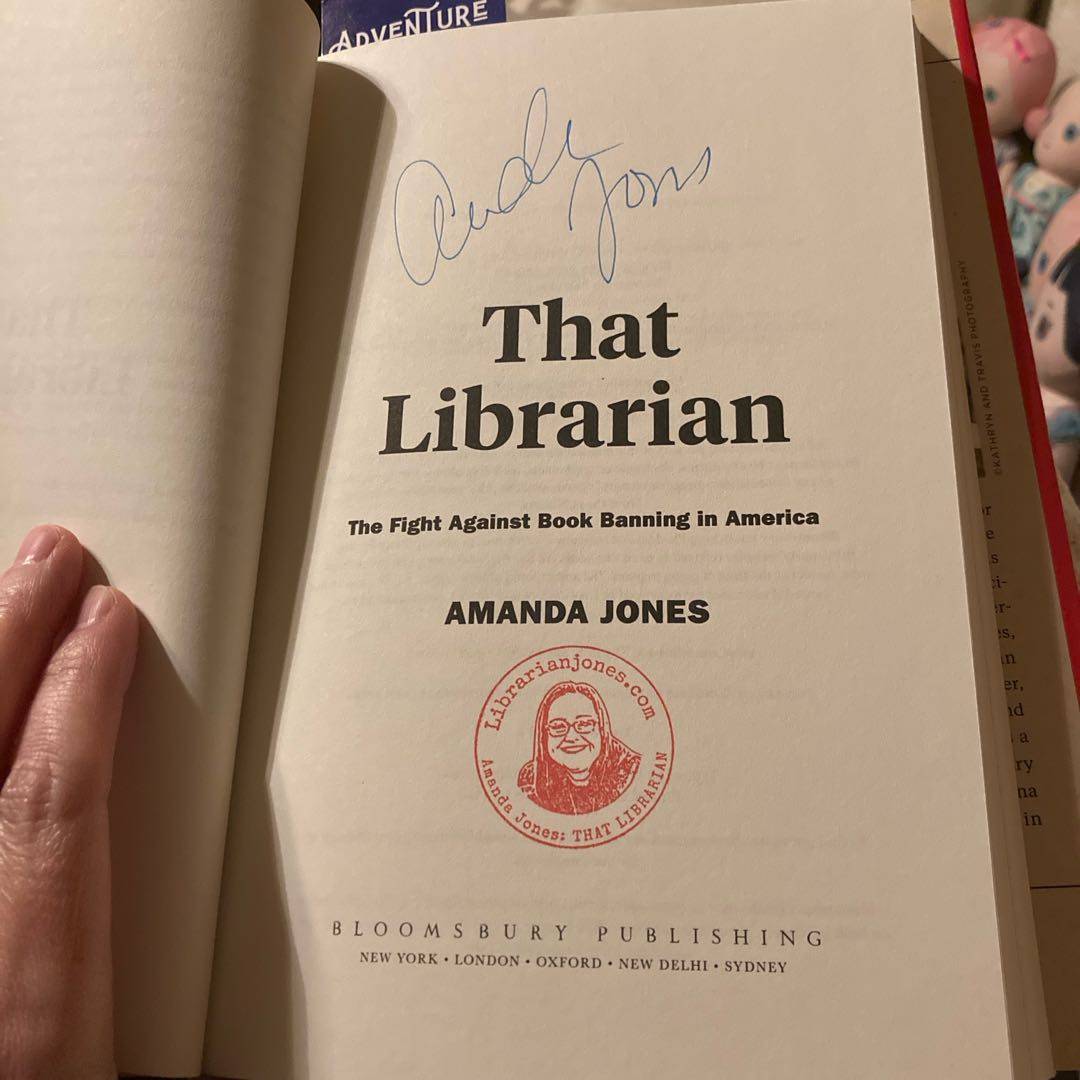 ADVENTURE
That
Librarian
The Fight Against Book Banning in America
AMANDA JONES
Librarianjones.com
Amanda Jones: THAT LIBRARIAN
BLOOMSBURY PUBLISHING
NEW YORK • LONDON • OXFORD • NEW DELHI • SYDNEY
©KATHRYN AND TRAVIS PHOTOGRAPHY